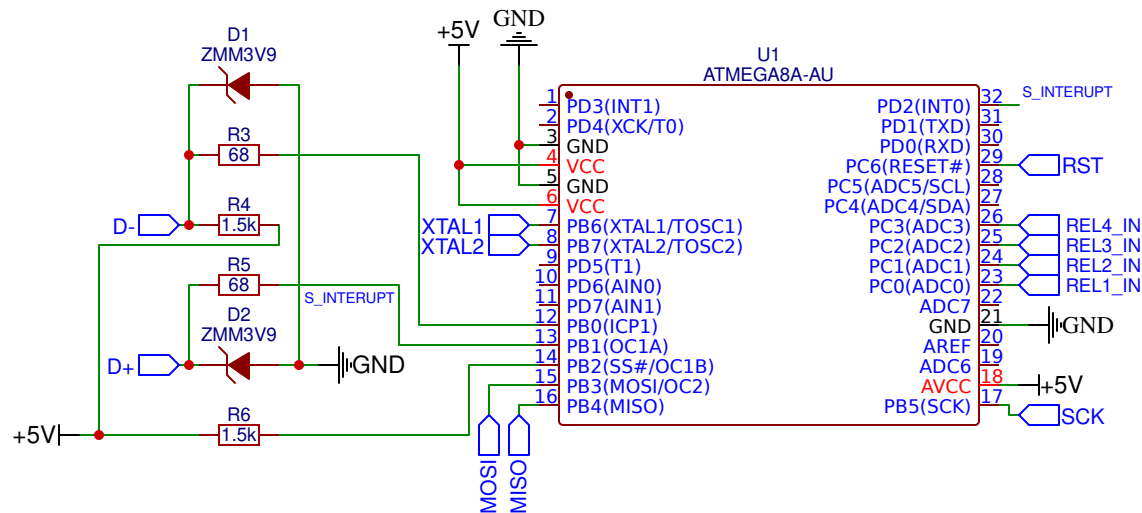 D1
ZMM3V9
R3
68
R4
1.5k
D-
R5
68
S_INTERUPT
D2
ZMM3V9
D+
GND
R6
1.5k
+5V
+5V
GND
U1
ATMEGA8A-AU
1 PD3(INT1)
2 PD4(XCK/T0)
3 GND
4 VCC
5 GND
6 VCC
XTAL1 7 PB6(XTAL1/TOSC1)
XTAL2 8 PB7(XTAL2/TOSC2)
9 PD5(T1)
10 PD6(AIN0)
11 PD7(AIN1)
12 PB0(ICP1)
13 PB1(OC1A)
14 PB2(SS#/OC1B)
15 PB3(MOSI/OC2)
16 PB4(MISO)
MOSI
MISO
PD2(INT0) 32 S_INTERUPT
PD1(TXD) 31
PD0(RXD) 30
PC6(RESET#) 29 RST
PC5(ADC5/SCL) 28
PC4(ADC4/SDA) 27
PC3(ADC3) 26 REL4_IN
PC2(ADC2) 25 REL3_IN
PC1(ADC1) 24 REL2_IN
PC0(ADC0) 23 REL1_IN
ADC7 22
GND 21 GND
AREF 20
ADC6 19
AVCC 18 +5V
PB5(SCK) 17 SCK